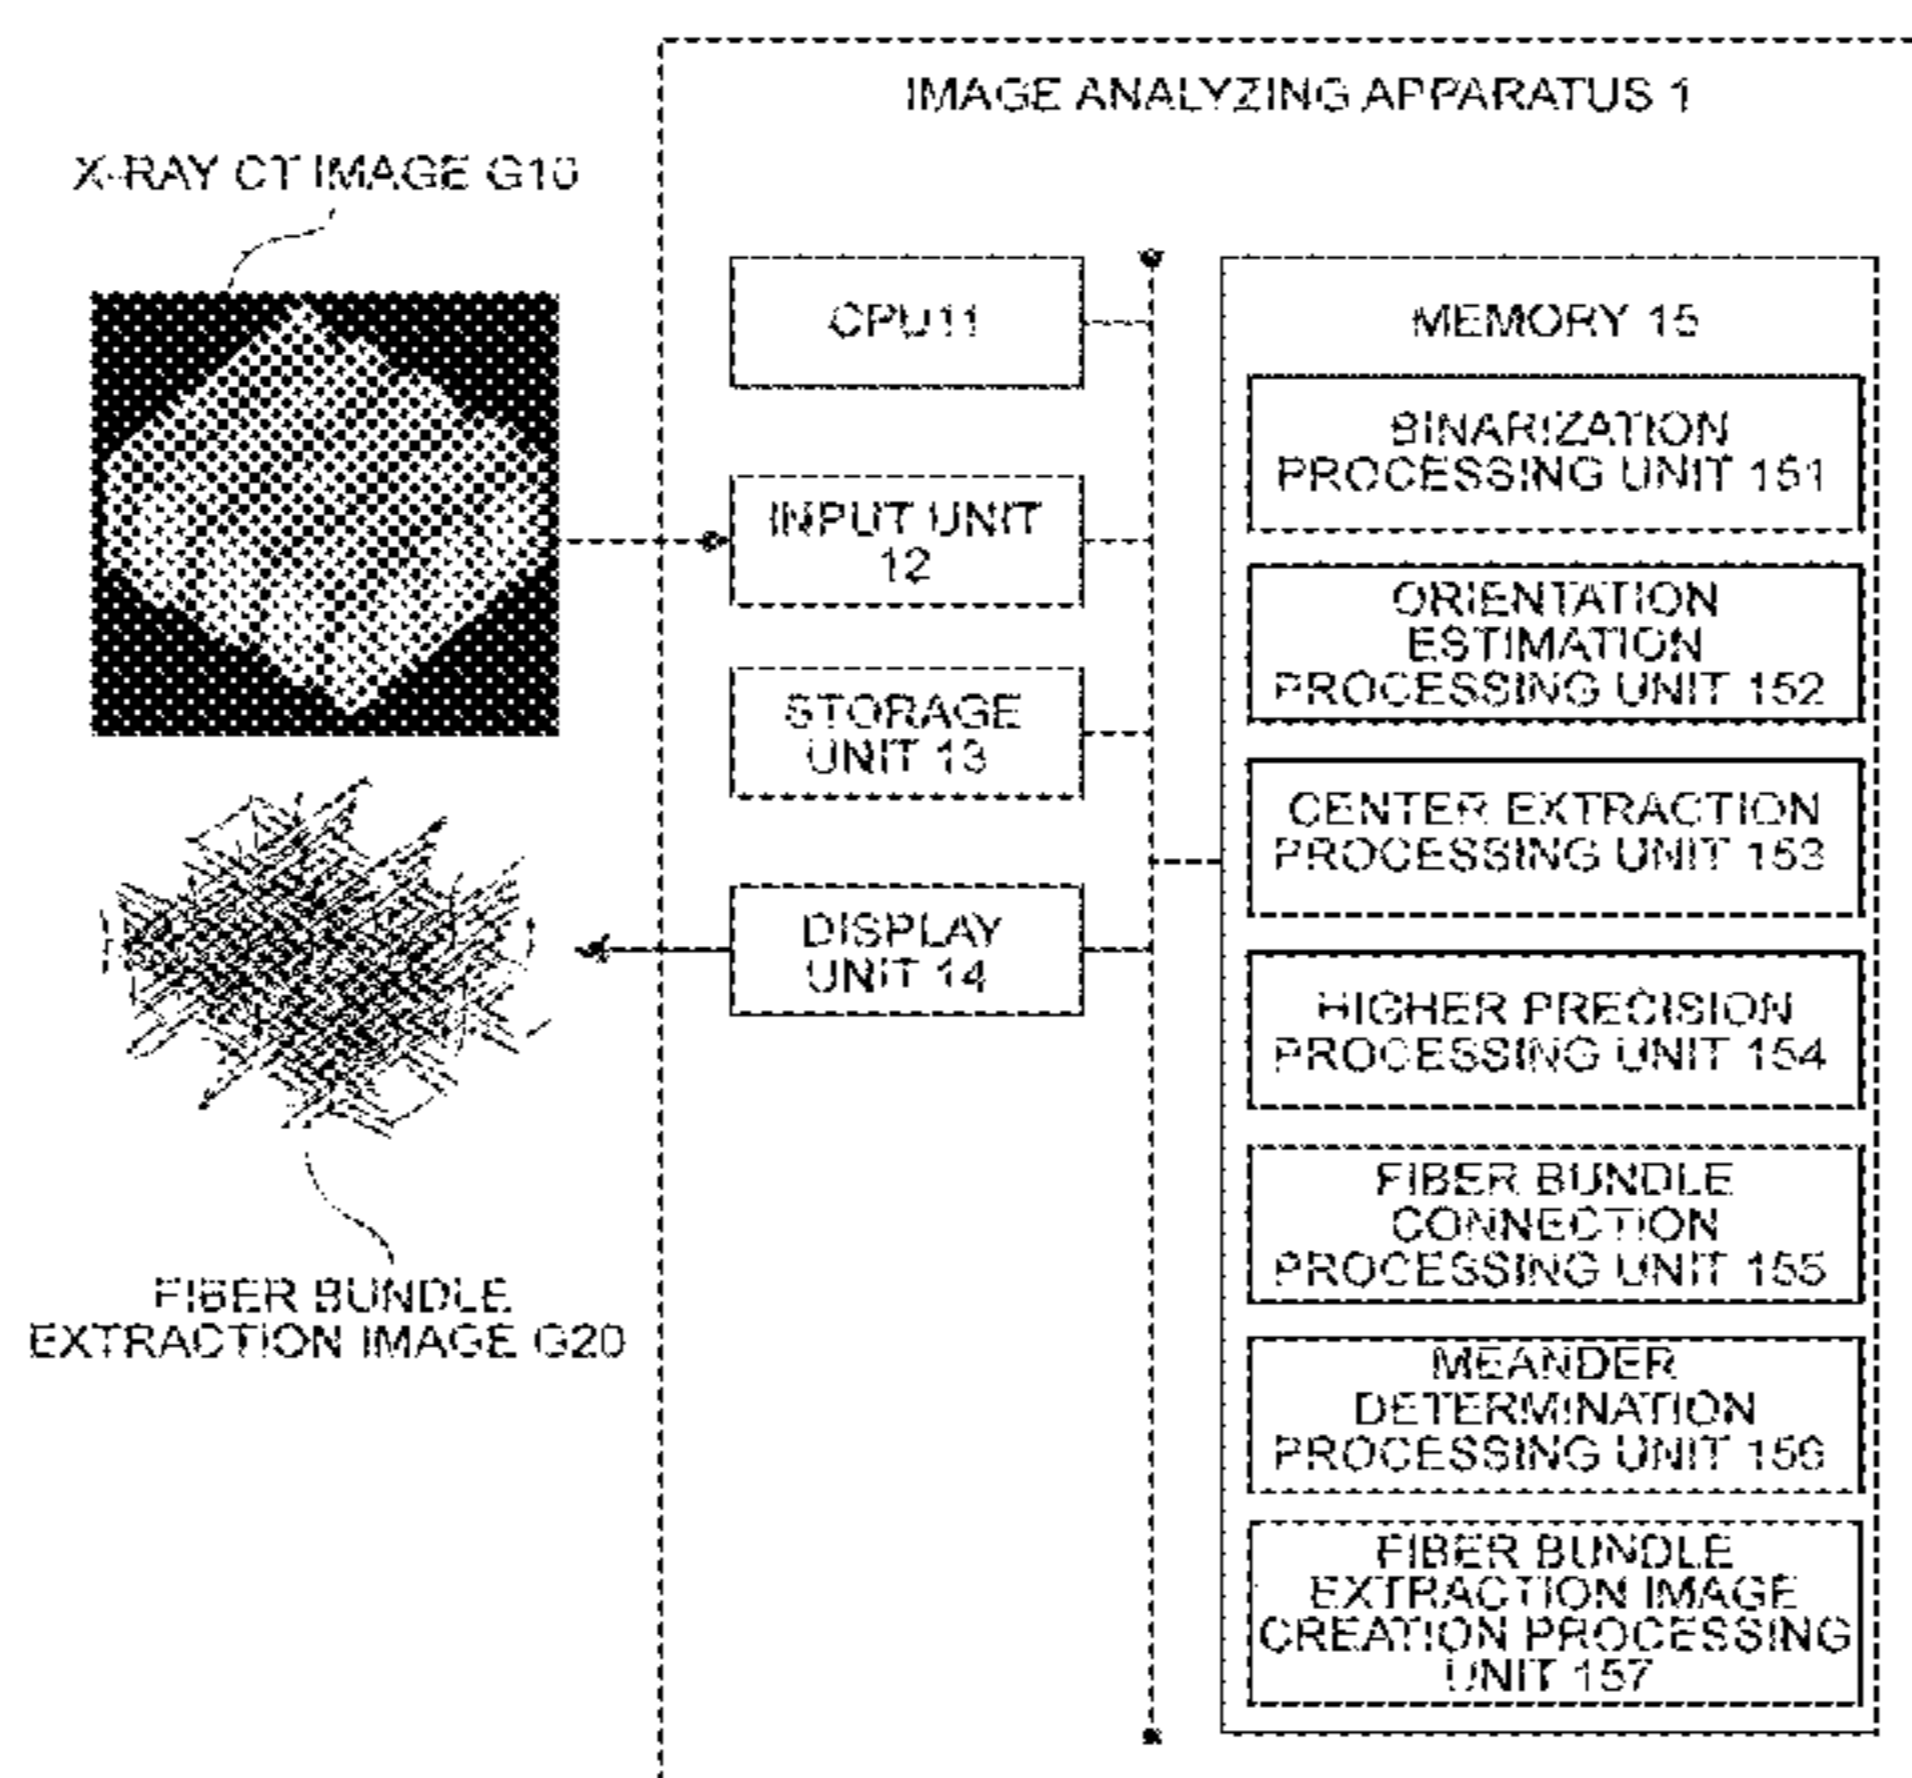 IMAGE ANALYZING APPARATUS 1
X-RAY CT IMAGE G10
CPU11
INPUT UNIT
12
STORAGE
UNIT 13
DISPLAY
UNIT 14
FIBER BUNDLE
EXTRACTION IMAGE G20
MEMORY 15
BINARIZATION
PROCESSING UNIT 151
ORIENTATION
ESTIMATION
PROCESSING UNIT 152
CENTER EXTRACTION
PROCESSING UNIT 153
HIGHER PRECISION
PROCESSING UNIT 154
FIBER BUNDLE
CONNECTION
PROCESSING UNIT 155
MEANDER
DETERMINATION
PROCESSING UNIT 156
FIBER BUNDLE
EXTRACTION IMAGE
CREATION PROCESSING
UNIT 157